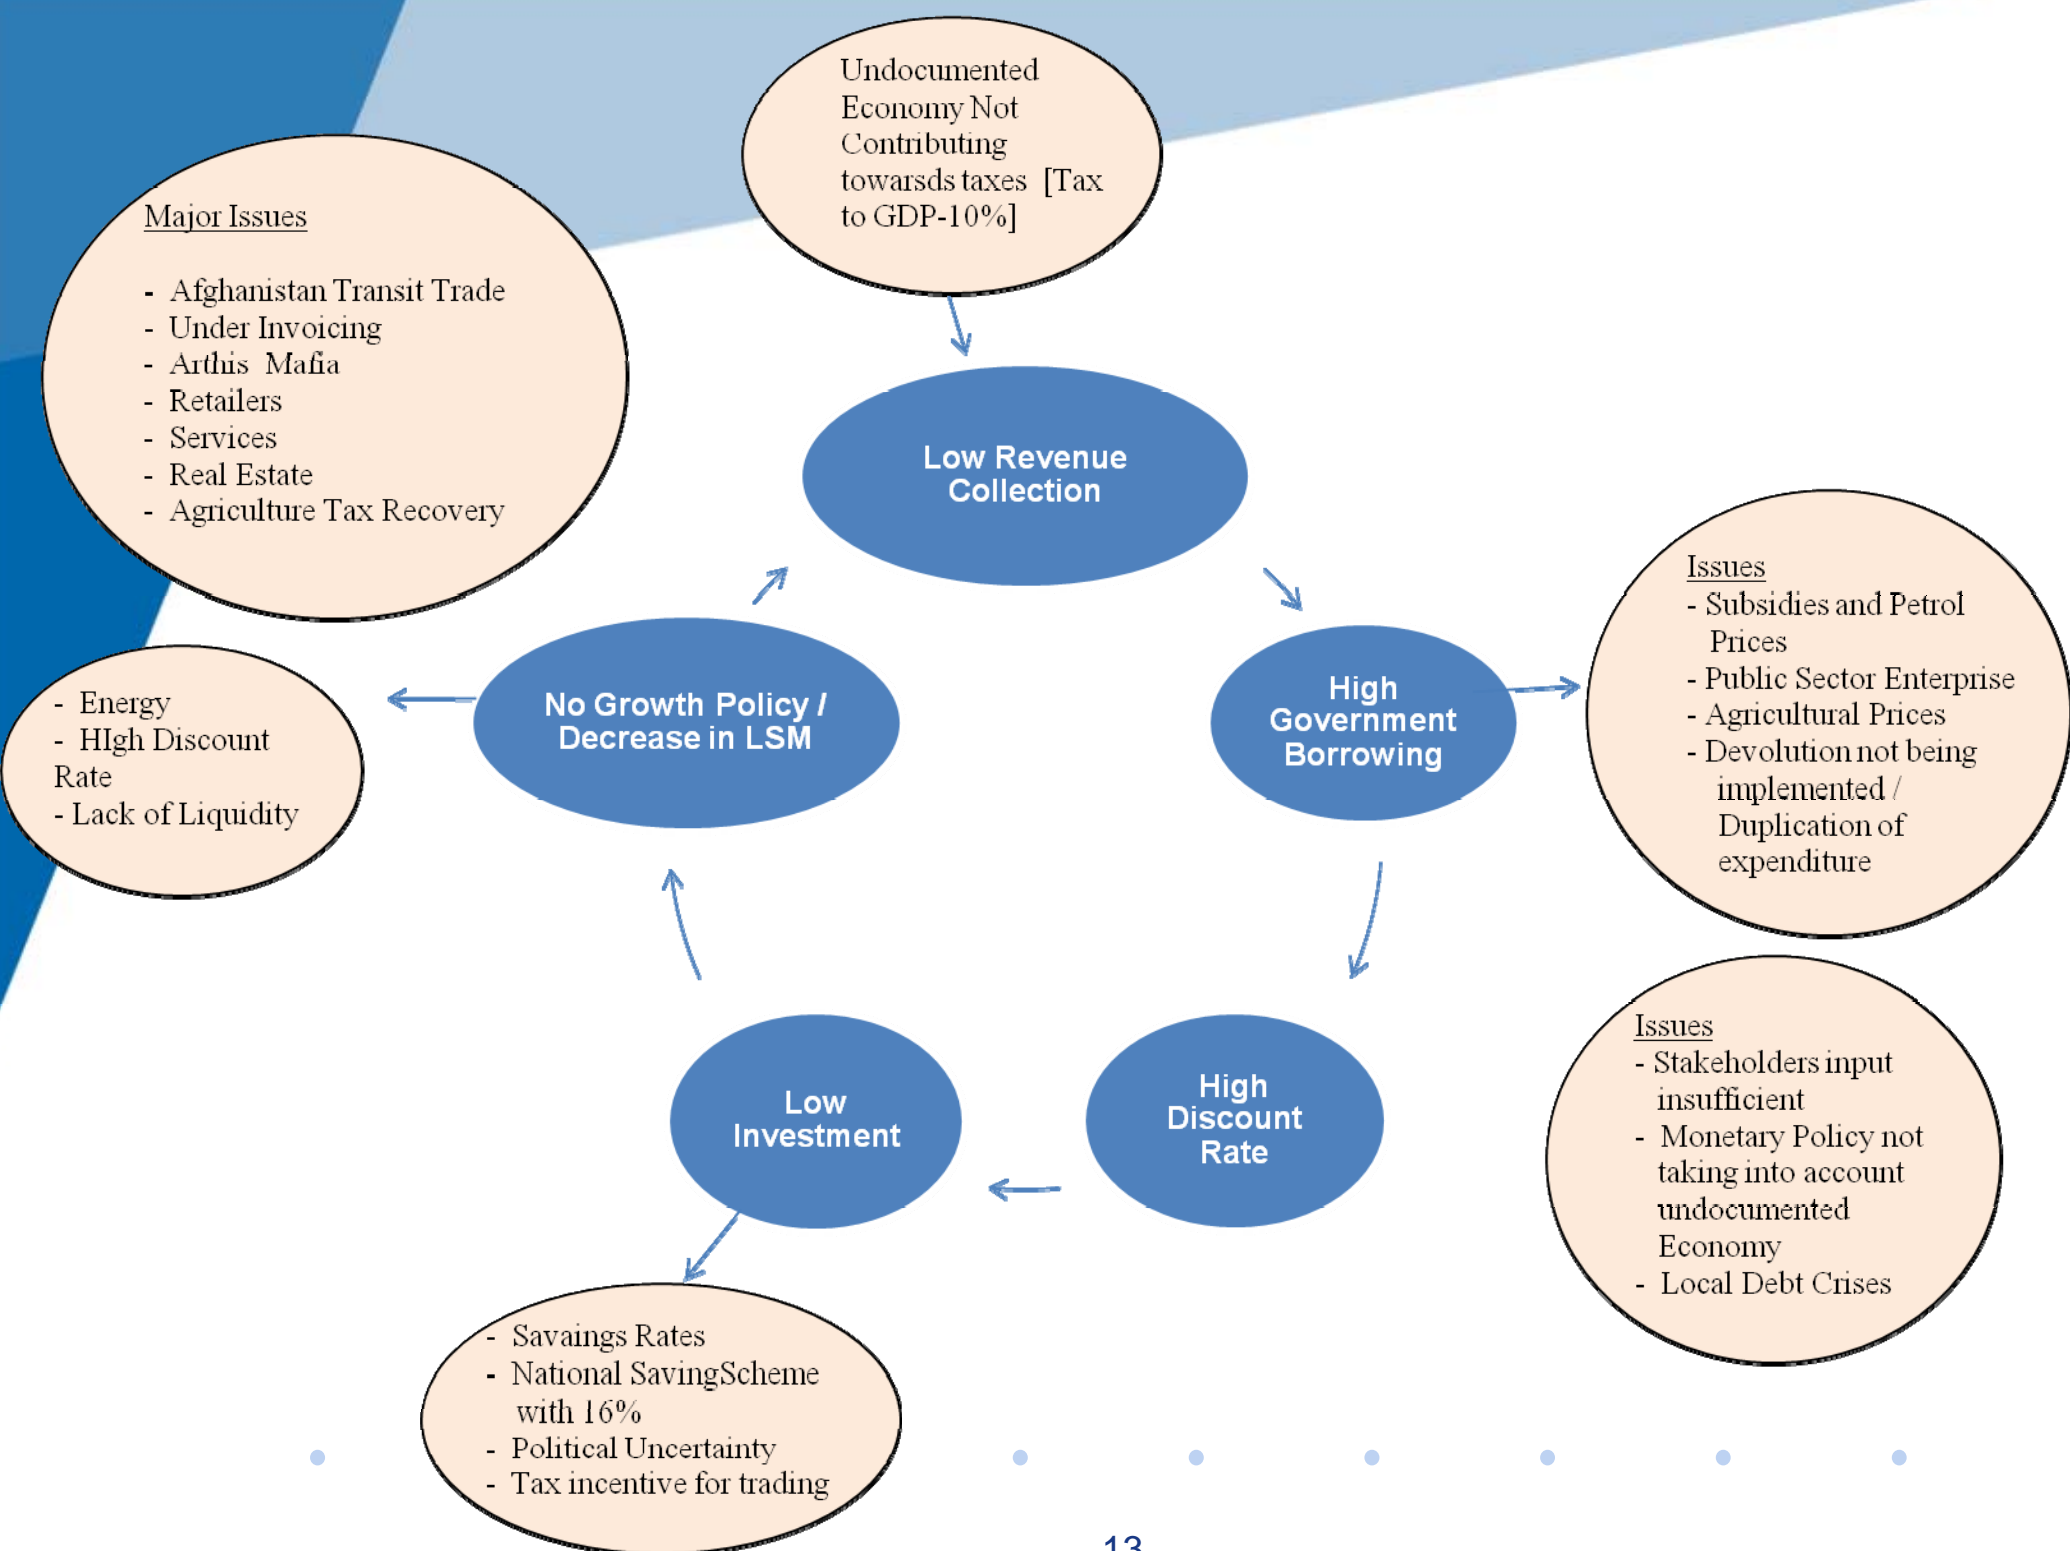 Undocumented
Economy Not
Contributing
towarsds taxes [Tax
to GDP-10%]
Major Issues
- Afghanistan Transit Trade
- Under Invoicing
- Arthis Mafia
- Retailers
- Services
- Real Estate
- Agriculture Tax Recovery
Low Revenue
Collection
Issues
- Subsidies and Petrol
Prices
- Public Sector Enterprise
- Agricultural Prices
- Devolution not being
implemented /
Duplication of
expenditure
No Growth Policy /
Decrease in LSM
High
Government
Borrowing
- Energy
- HIgh Discount
Rate
- Lack of Liquidity
Issues
- Stakeholders input
insufficient
- Monetary Policy not
taking into account
undocumented
Economy
- Local Debt Crises
Low
Investment
High
Discount
Rate
- Savaings Rates
- National SavingScheme
with 16%
- Political Uncertainty
- Tax incentive for trading
13